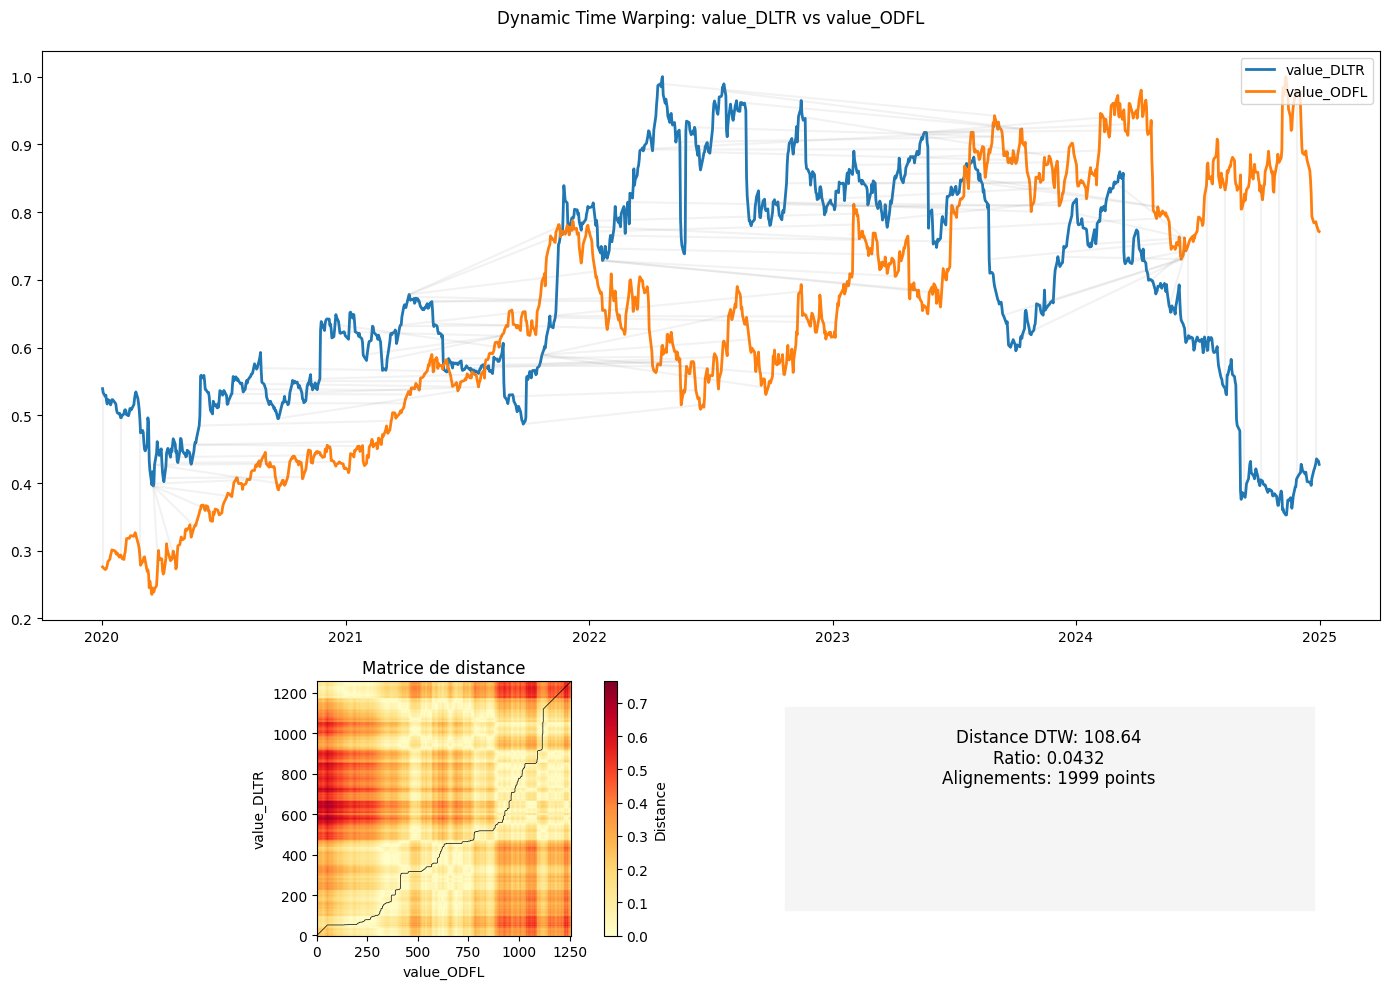 Dynamic Time Warping: value_DLTR vs value_ODFL
value_DLTR
value_ODFL
1.0
0.9
0.8
0.7
0.6
0.5
0.4
0.3
0.2
2020 2021 2022 2023 2024 2025
Matrice de distance
value_DLTR
1200
1000
800
600
400
200
0
0 250 500 750 1000 1250
value_ODFL
0.7
0.6
0.5
0.4
0.3
0.2
0.1
0.0
Distance
Distance DTW: 108.64
Ratio: 0.0432
Alignements: 1999 points